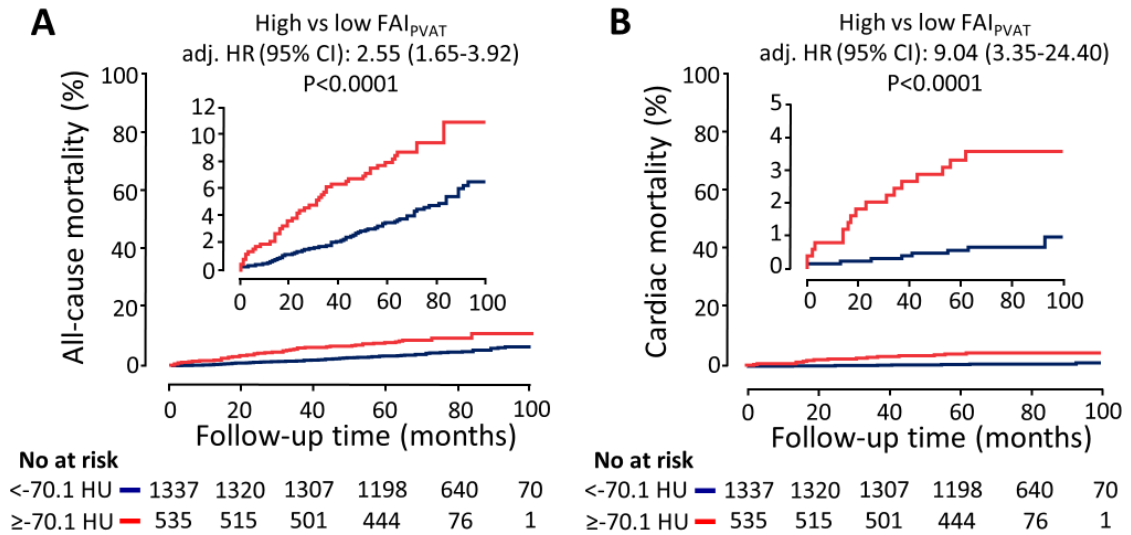 A
High vs low FAIPVAT
adj. HR (95% CI): 2.55 (1.65-3.92)
P<0.0001
All-cause mortality (%)
100
80
60
40
20
0
12
10
8
6
4
2
0
0 20 40 60 80 100
0 20 40 60 80 100
Follow-up time (months)
No at risk
<-70.1 HU 1337 1320 1307 1198 640 70
≥-70.1 HU 535 515 501 444 76 1
B
High vs low FAIPVAT
adj. HR (95% CI): 9.04 (3.35-24.40)
P<0.0001
Cardiac mortality (%)
100
80
60
40
20
0
5
4
3
2
1
0
0 20 40 60 80 100
0 20 40 60 80 100
Follow-up time (months)
No at risk
<-70.1 HU 1337 1320 1307 1198 640 70
≥-70.1 HU 535 515 501 444 76 1